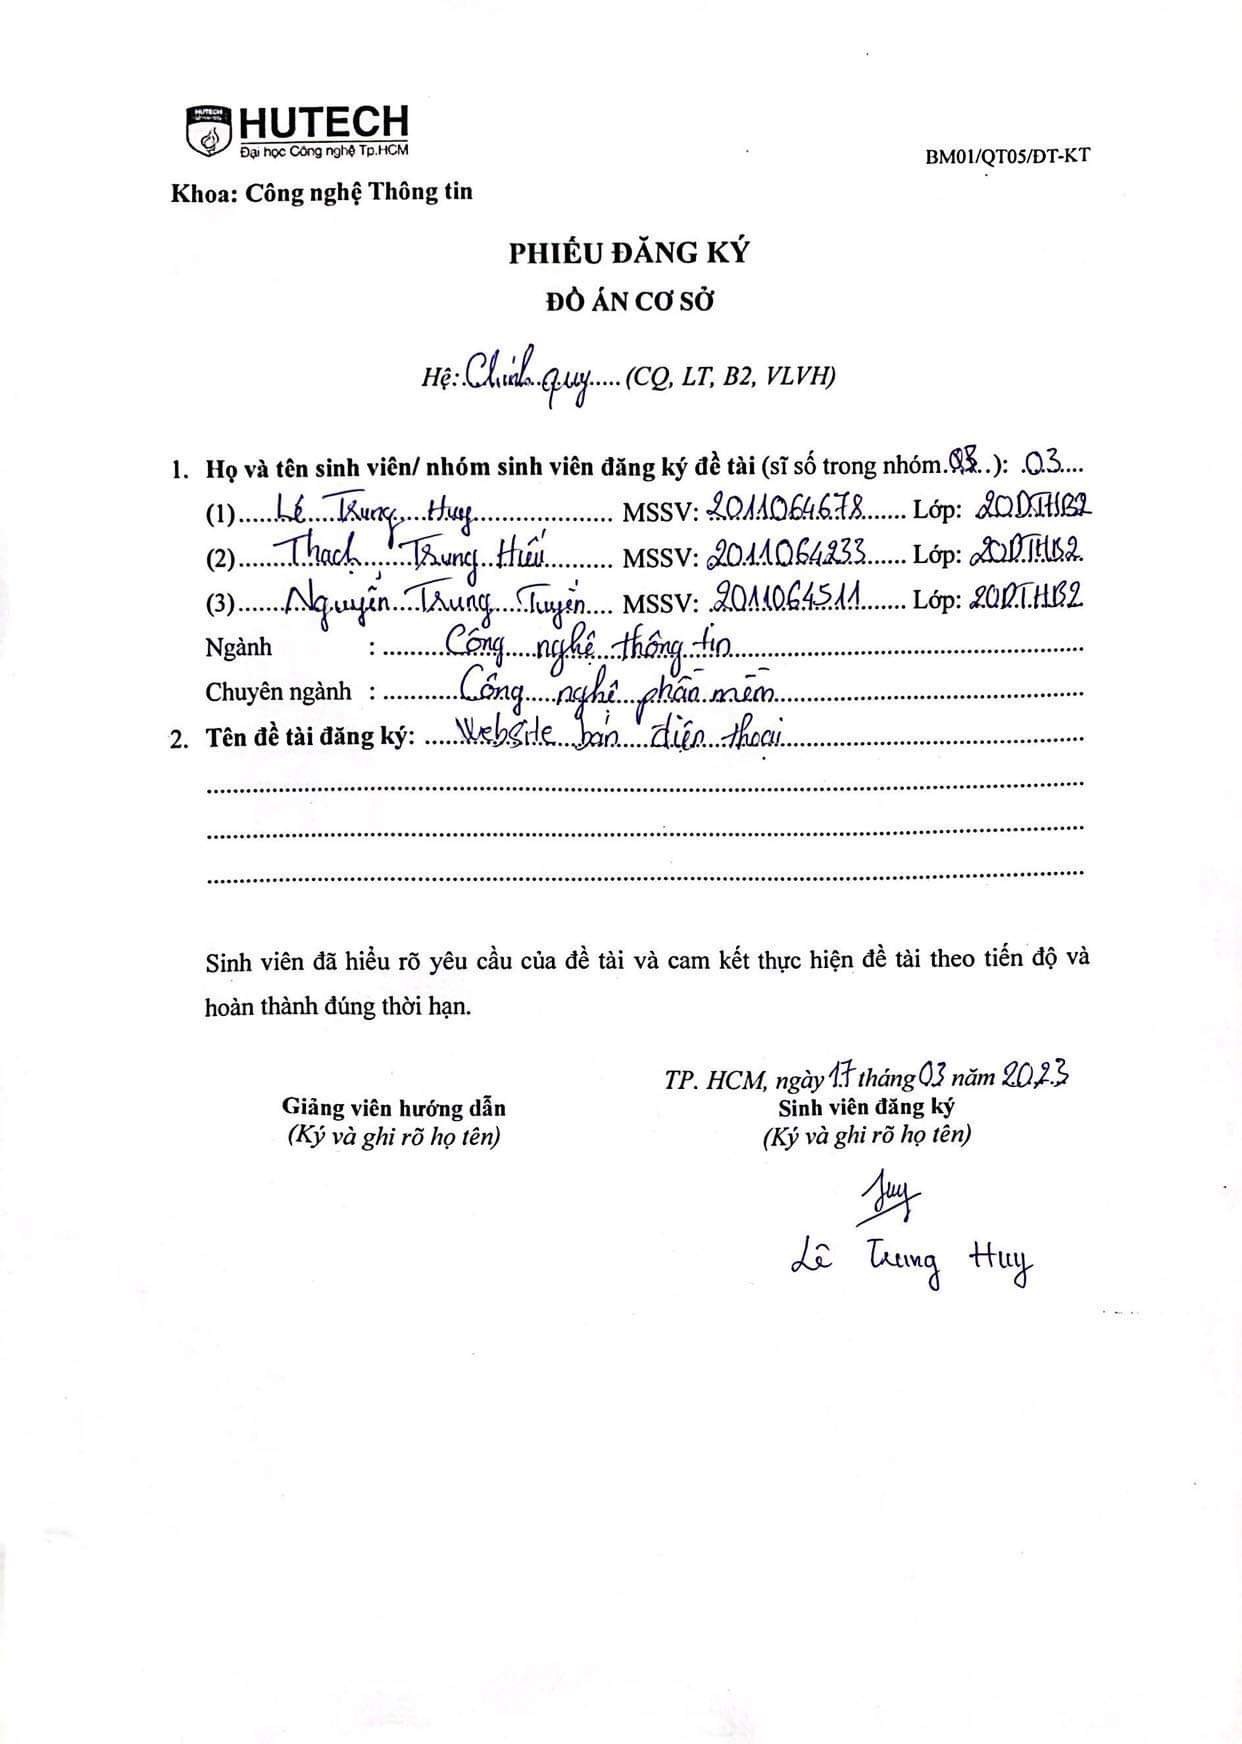 HUTECH
HUTECH
Đại học Công nghệ Tp.HCM
BM01/QT05/ĐT-KT
Khoa: Công nghệ Thông tin
PHIẾU ĐĂNG KÝ
ĐỒ ÁN CƠ SỞ
Hệ: Chính quy ..... (CQ, LT, B2, VLVH)
1. Họ và tên sinh viên/ nhóm sinh viên đăng ký đề tài (sĩ số trong nhóm.03..): .03....
(1)......Lê Trung Huy.................. MSSV: 2011064678....... Lớp: 20DTHB2
(2)......Thạch Trung Hiếu......... MSSV: 2011064233....... Lớp: 20DTHB2
(3)......Nguyễn Trung Tuyển.... MSSV: 2011064511....... Lớp: 20DTHB2
Ngành : .........Công nghệ thông tin...................
Chuyên ngành : ..........Công nghệ phần mềm...................
2. Tên đề tài đăng ký: ....Website bán điện thoại...................
Sinh viên đã hiểu rõ yêu cầu của đề tài và cam kết thực hiện đề tài theo tiến độ và
hoàn thành đúng thời hạn.
TP. HCM, ngày 17 tháng 03 năm 2023
Giảng viên hướng dẫn Sinh viên đăng ký
(Ký và ghi rõ họ tên) (Ký và ghi rõ họ tên)
Huy
Lê Trung Huy